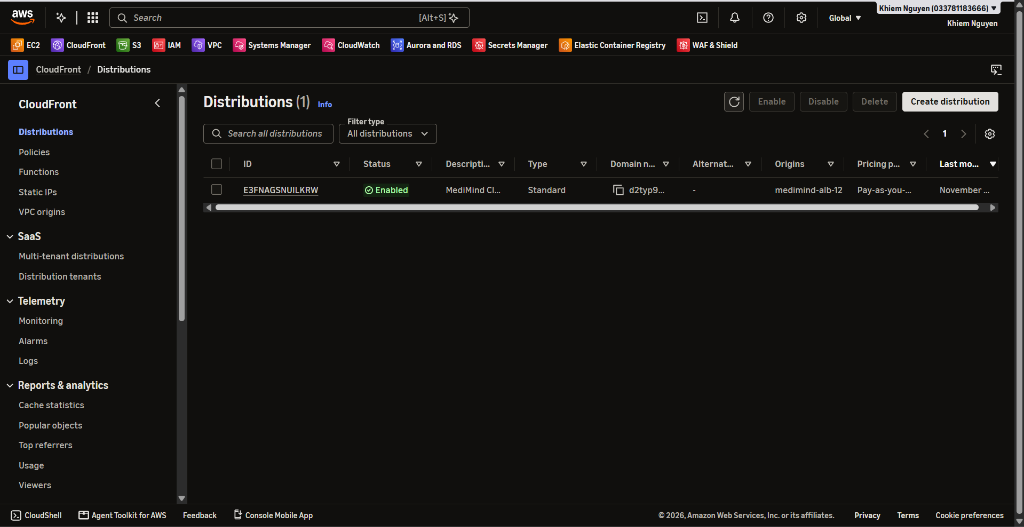 aws
Search
[Alt+S]
Global
Khiem Nguyen (033781183666)
Khiem Nguyen
EC2
CloudFront
S3
IAM
VPC
Systems Manager
CloudWatch
Aurora and RDS
Secrets Manager
Elastic Container Registry
WAF & Shield
CloudFront / Distributions
CloudFront
Distributions
Policies
Functions
Static IPs
VPC origins
SaaS
Multi-tenant distributions
Distribution tenants
Telemetry
Monitoring
Alarms
Logs
Reports & analytics
Cache statistics
Popular objects
Top referrers
Usage
Viewers
Distributions (1) Info
Enable
Disable
Delete
Create distribution
Search all distributions
Filter type
All distributions
1
ID Status Descripti... Type Domain n... Alternat... Origins Pricing p... Last mo...
E3FNAGSNUILKRW Enabled MediMind Cl... Standard d2typ9... - medimind-alb-12 Pay-as-you-... November ...
CloudShell
Agent Toolkit for AWS
Feedback
Console Mobile App
© 2026, Amazon Web Services, Inc. or its affiliates.
Privacy
Terms
Cookie preferences